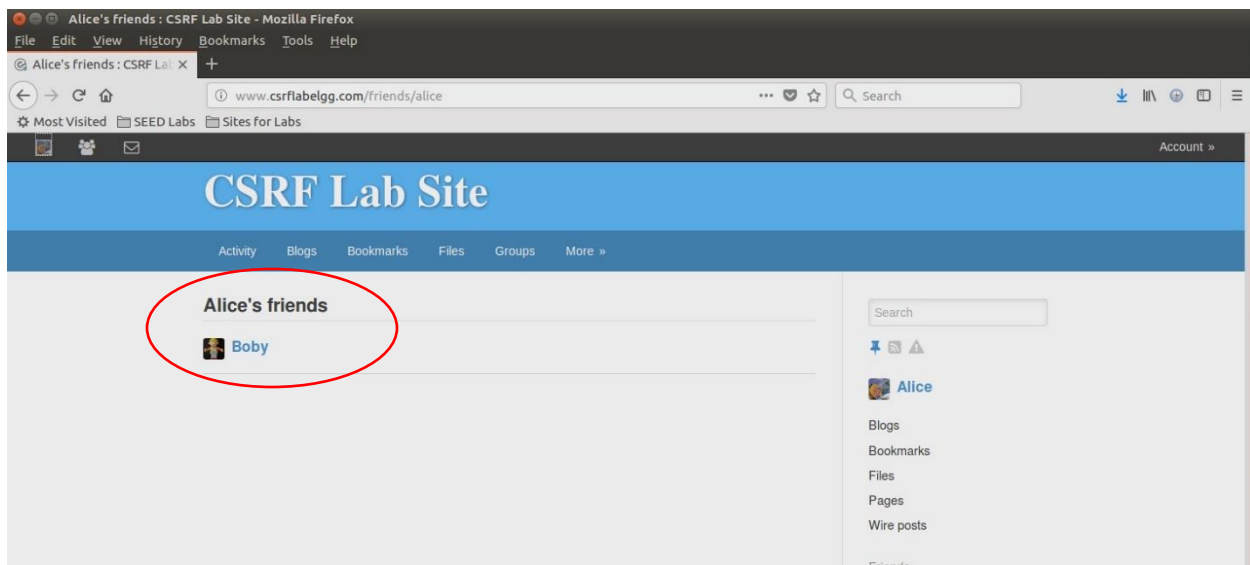 Alice's friends : CSRF Lab Site - Mozilla Firefox
File Edit View History Bookmarks Tools Help
Alice's friends : CSRF Lab
www.csrflabelgg.com/friends/alice
Search
Most Visited SEED Labs Sites for Labs
Account »
CSRF Lab Site
Activity Blogs Bookmarks Files Groups More »
Alice's friends
Boby
Search
Alice
Blogs
Bookmarks
Files
Pages
Wire posts